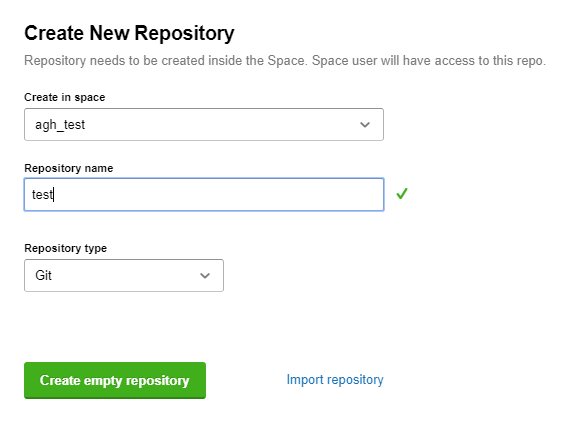 Create New Repository
Repository needs to be created inside the Space. Space user will have access to this repo.
Create in space
agh_test
Repository name
test
Repository type
Git
Create empty repository
Import repository